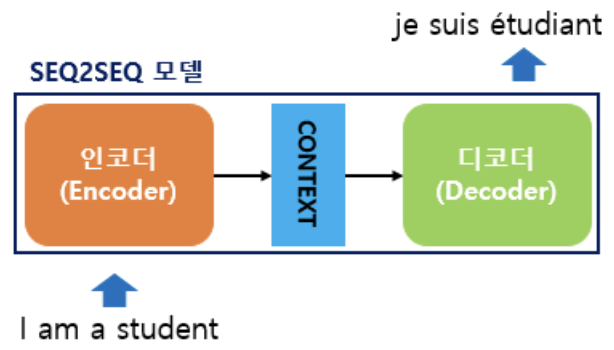 je suis étudiant
SEQ2SEQ 모델
인코더
(Encoder)
CONTEXT
디코더
(Decoder)
I am a student